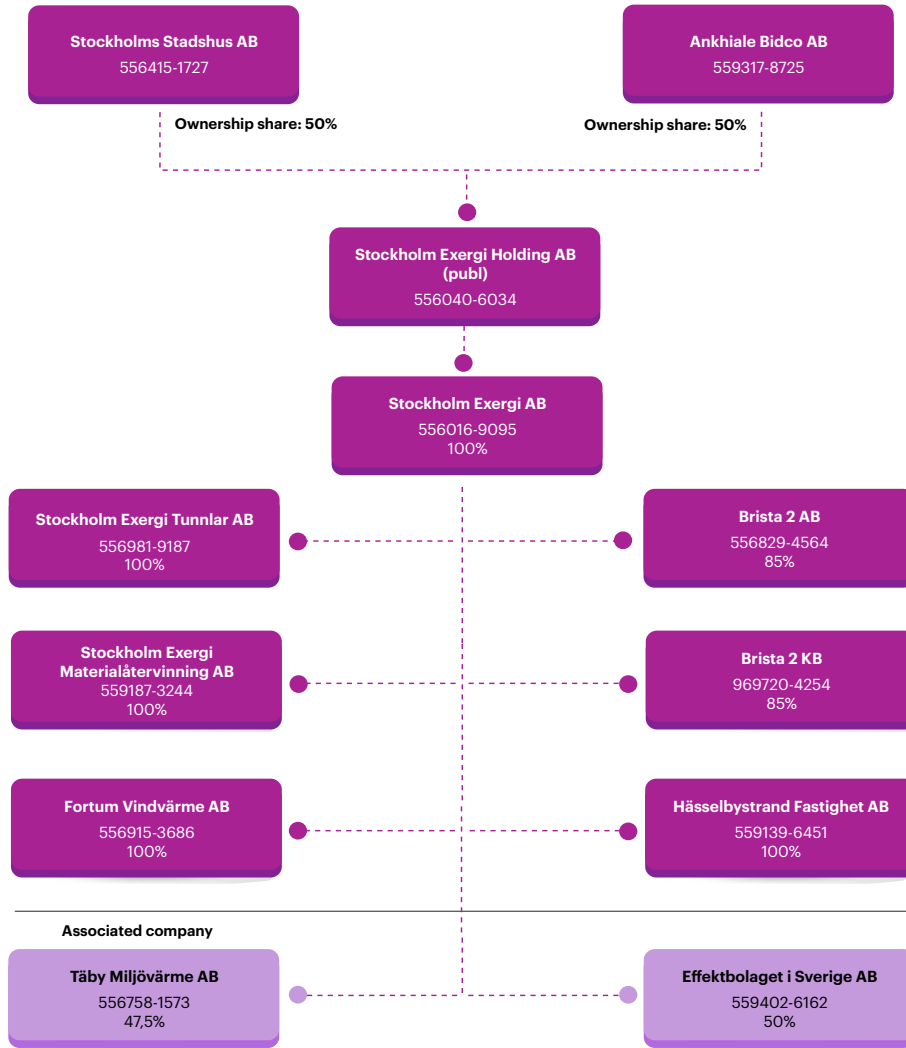 Stockholms Stadshus AB
556415-1727
Ankhiale Bidco AB
559317-8725
Ownership share: 50%
Ownership share: 50%
Stockholm Exergi Holding AB
(publ)
556040-6034
Stockholm Exergi AB
556016-9095
100%
Stockholm Exergi Tunnlar AB
556981-9187
100%
Brista 2 AB
556829-4564
85%
Stockholm Exergi
Materialåtervinning AB
559187-3244
100%
Brista 2 KB
969720-4254
85%
Fortum Vindvärme AB
556915-3686
100%
Hässelbystrand Fastighet AB
559139-6451
100%
Associated company
Täby Miljövärme AB
556758-1573
47,5%
Effektbolaget i Sverige AB
559402-6162
50%